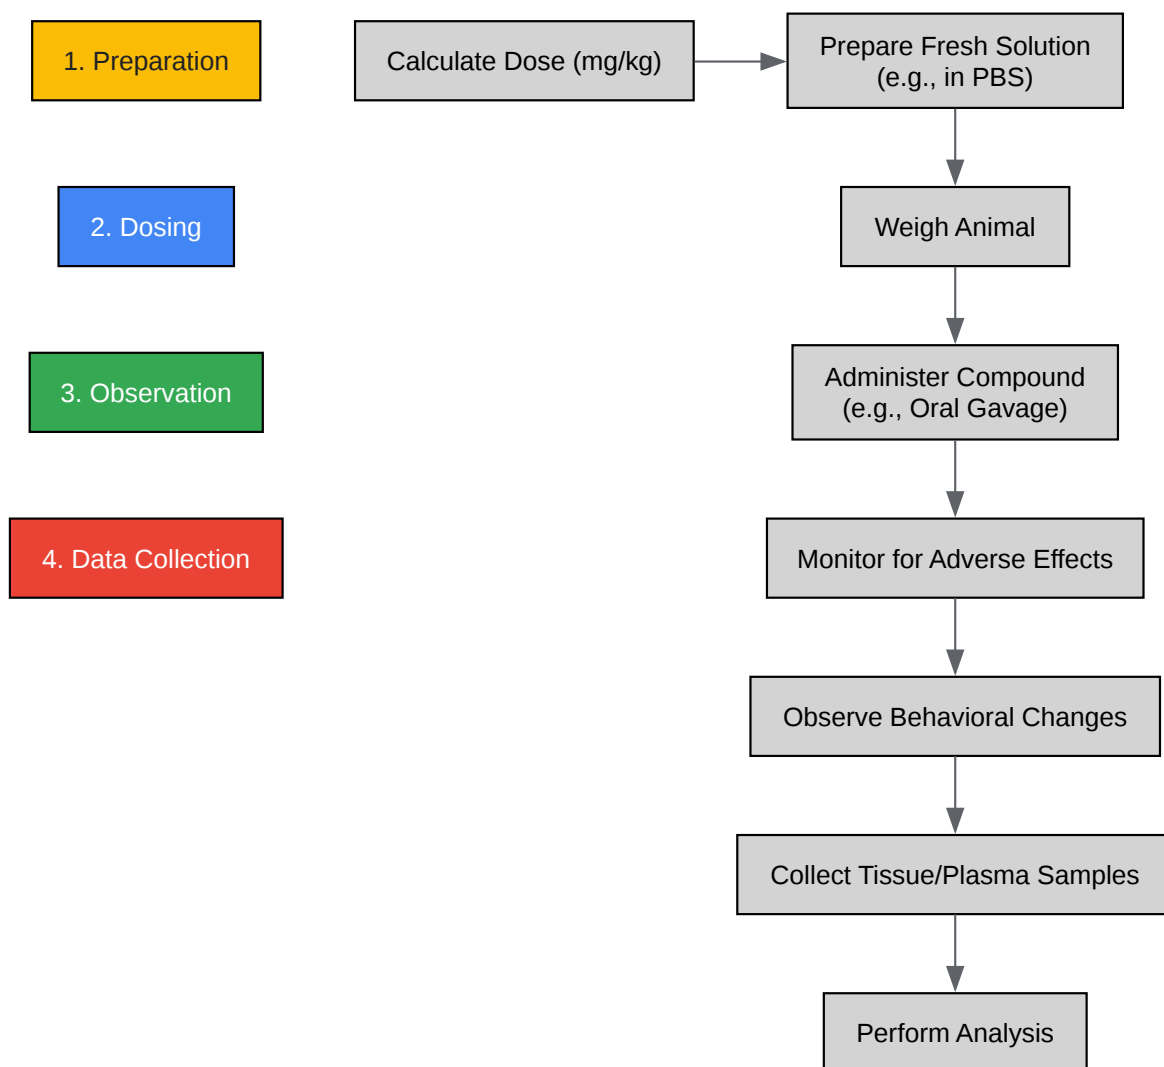 1. Preparation
Calculate Dose (mg/kg)
Prepare Fresh Solution
(e.g., in PBS)
2. Dosing
Weigh Animal
3. Observation
Administer Compound
(e.g., Oral Gavage)
4. Data Collection
Monitor for Adverse Effects
Observe Behavioral Changes
Collect Tissue/Plasma Samples
Perform Analysis